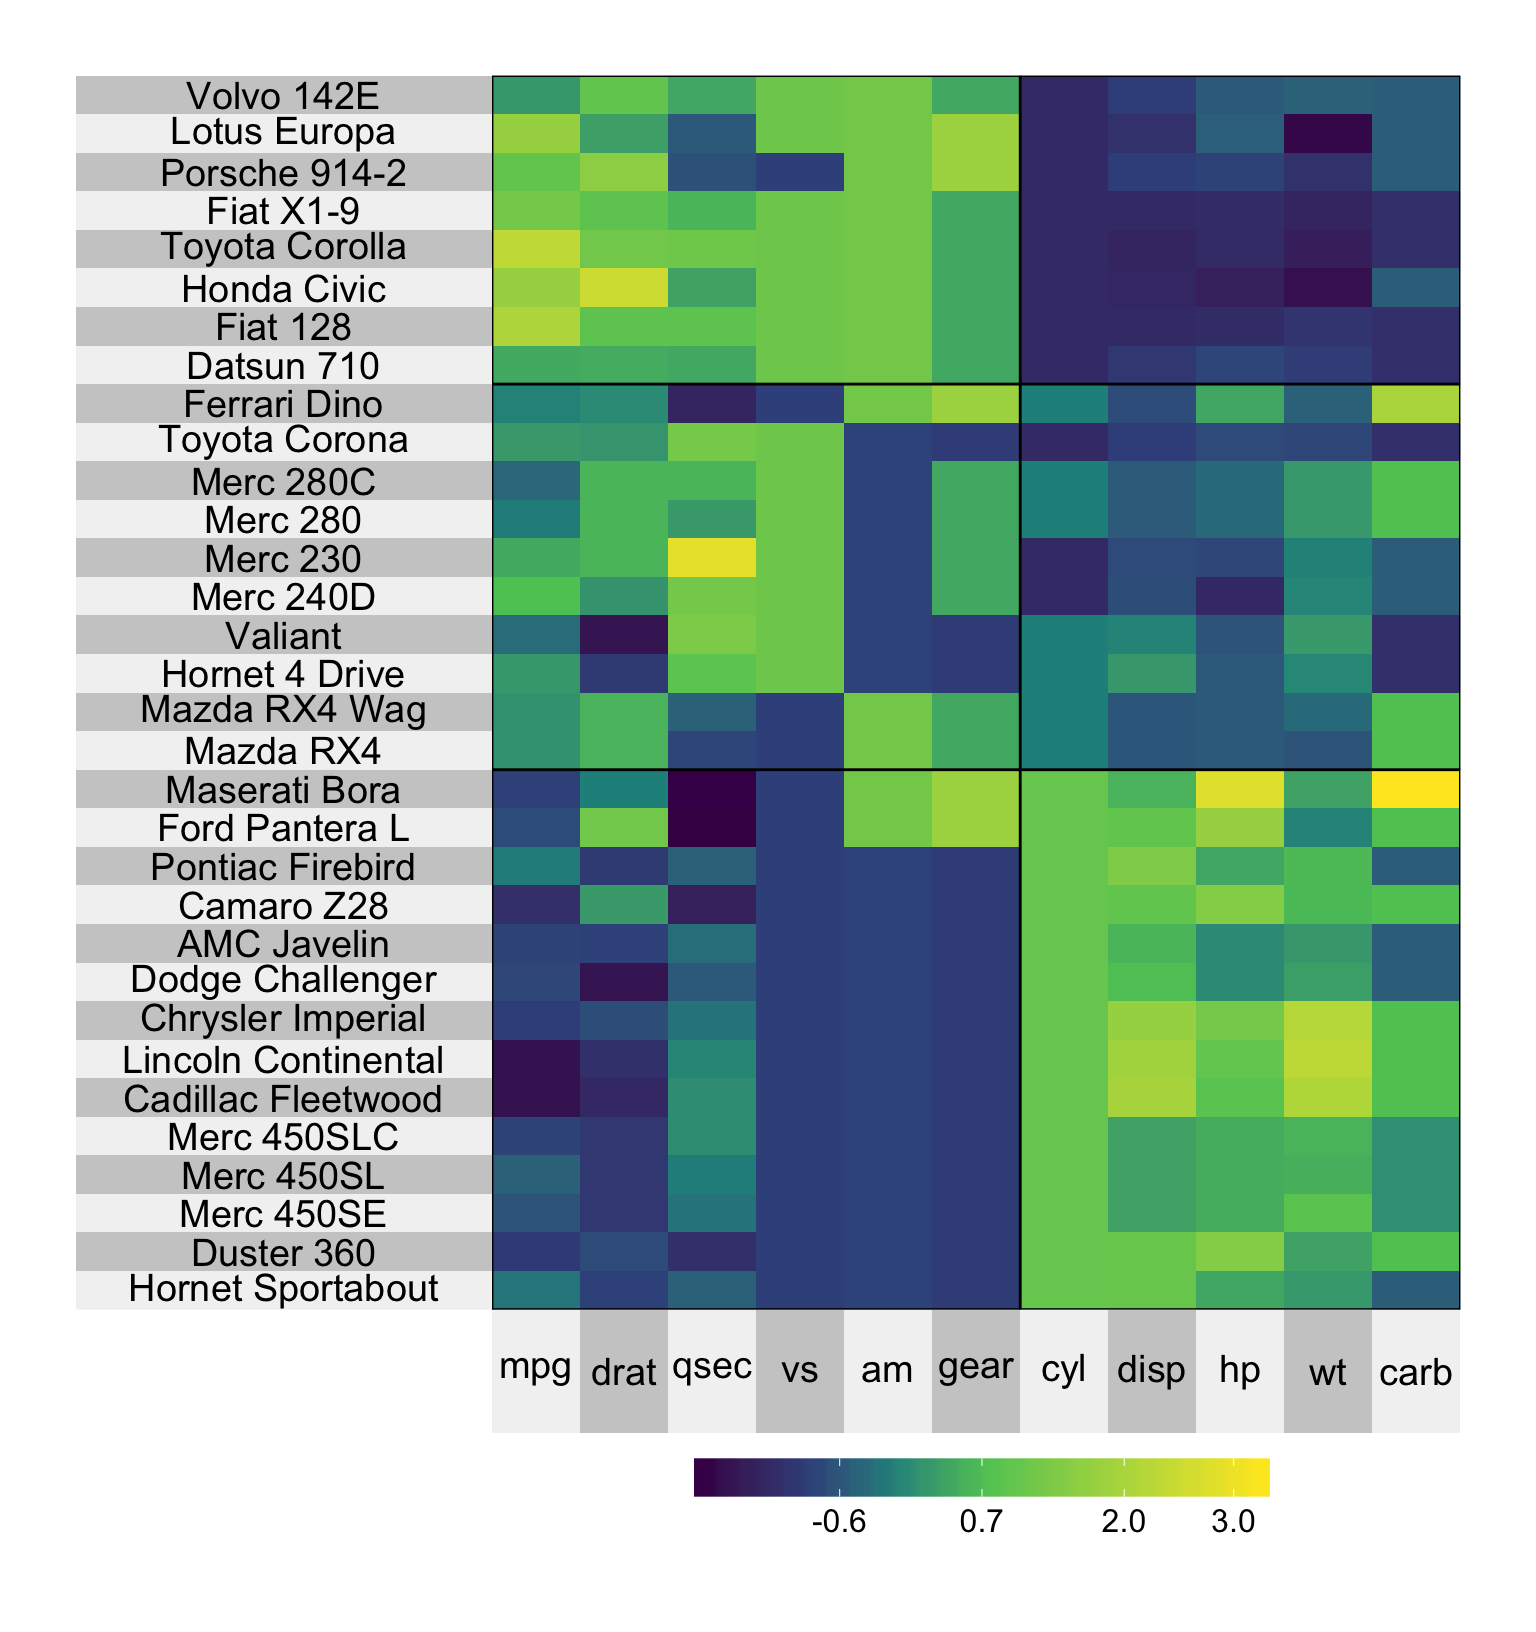 Volvo 142E
Lotus Europa
Porsche 914-2
Fiat X1-9
Toyota Corolla
Honda Civic
Fiat 128
Datsun 710
Ferrari Dino
Toyota Corona
Merc 280C
Merc 280
Merc 230
Merc 240D
Valiant
Hornet 4 Drive
Mazda RX4 Wag
Mazda RX4
Maserati Bora
Ford Pantera L
Pontiac Firebird
Camaro Z28
AMC Javelin
Dodge Challenger
Chrysler Imperial
Lincoln Continental
Cadillac Fleetwood
Merc 450SLC
Merc 450SL
Merc 450SE
Duster 360
Hornet Sportabout
mpg drat qsec vs am gear cyl disp hp wt carb
-0.6 0.7 2.0 3.0